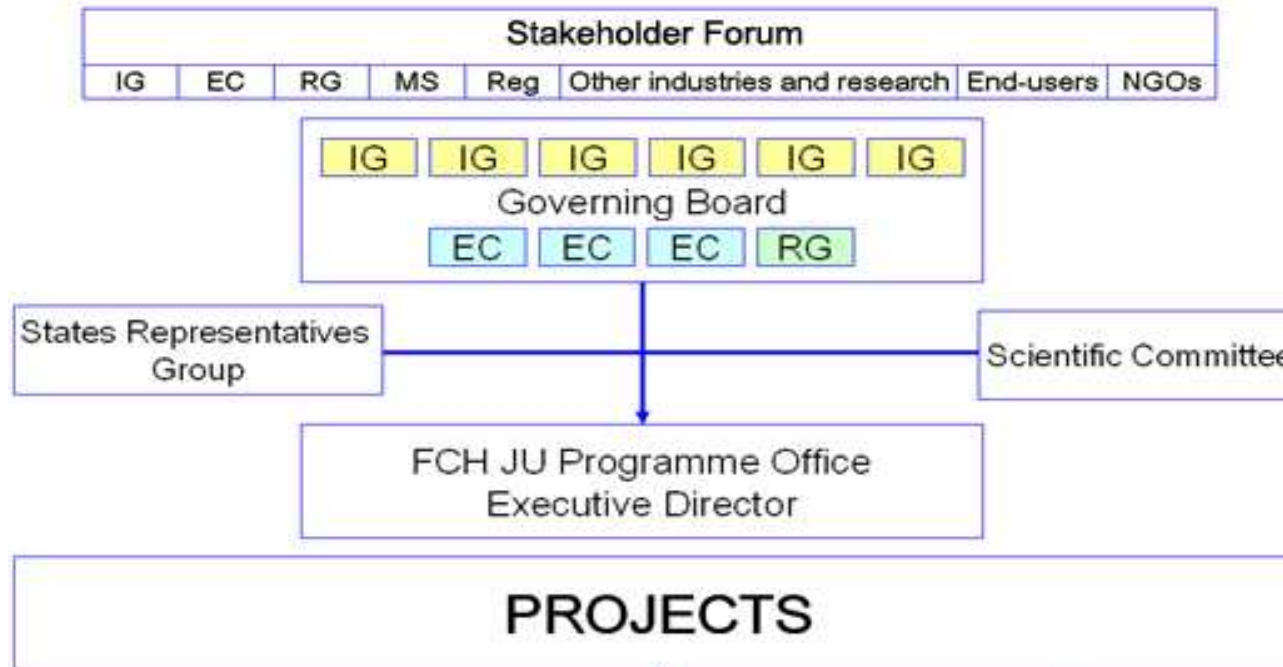 Stakeholder Forum
IG EC RG MS Reg Other industries and research End-users NGOs
IG IG IG IG IG IG
Governing Board
EC EC EC RG
States Representatives
Group
Scientific Committee
FCH JU Programme Office
Executive Director
PROJECTS